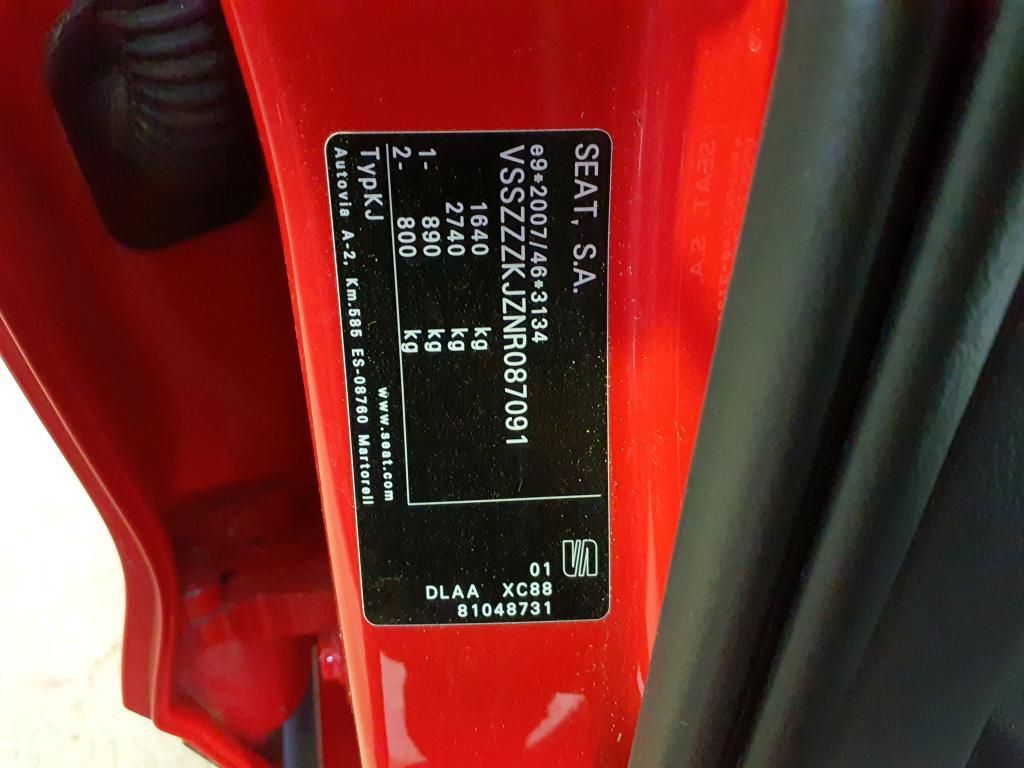 SEAT, S.A.
e9*2007/46*3134
VSSZZZKJZNR087091
1640 kg
2740 kg
1- 890 kg
2- 800 kg
TypKJ
www.seat.com
Autovia A-2, Km.585 ES-08760 Martorell
01
DLAA XC88
81048731
SEAT, S.A.